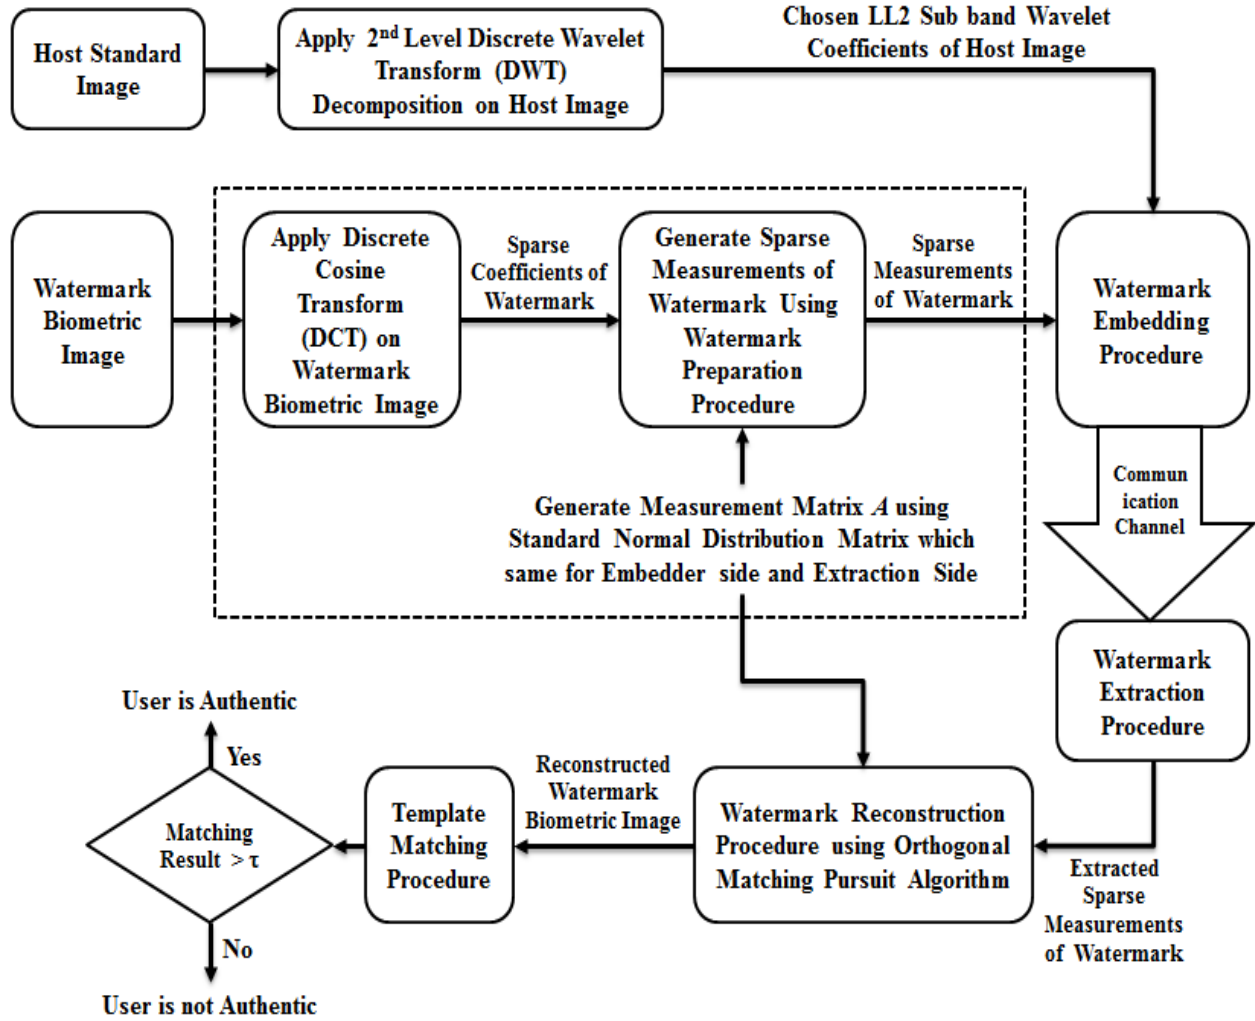 Host Standard
Image
Apply 2nd Level Discrete Wavelet
Transform (DWT)
Decomposition on Host Image
Chosen LL2 Sub band Wavelet
Coefficients of Host Image
Watermark
Biometric
Image
Apply Discrete
Cosine
Transform
(DCT) on
Watermark
Biometric Image
Sparse
Coefficients of
Watermark
Generate Sparse
Measurements of
Watermark Using
Watermark
Preparation
Procedure
Sparse
Measurements
of Watermark
Watermark
Embedding
Procedure
Generate Measurement Matrix A using
Standard Normal Distribution Matrix which
same for Embedder side and Extraction Side
Commun
ication
Channel
Watermark
Extraction
Procedure
Extracted
Sparse
Measurements
of Watermark
Watermark Reconstruction
Procedure using Orthogonal
Matching Pursuit Algorithm
Reconstructed
Watermark
Biometric Image
Template
Matching
Procedure
Matching
Result > τ
Yes
User is Authentic
No
User is not Authentic